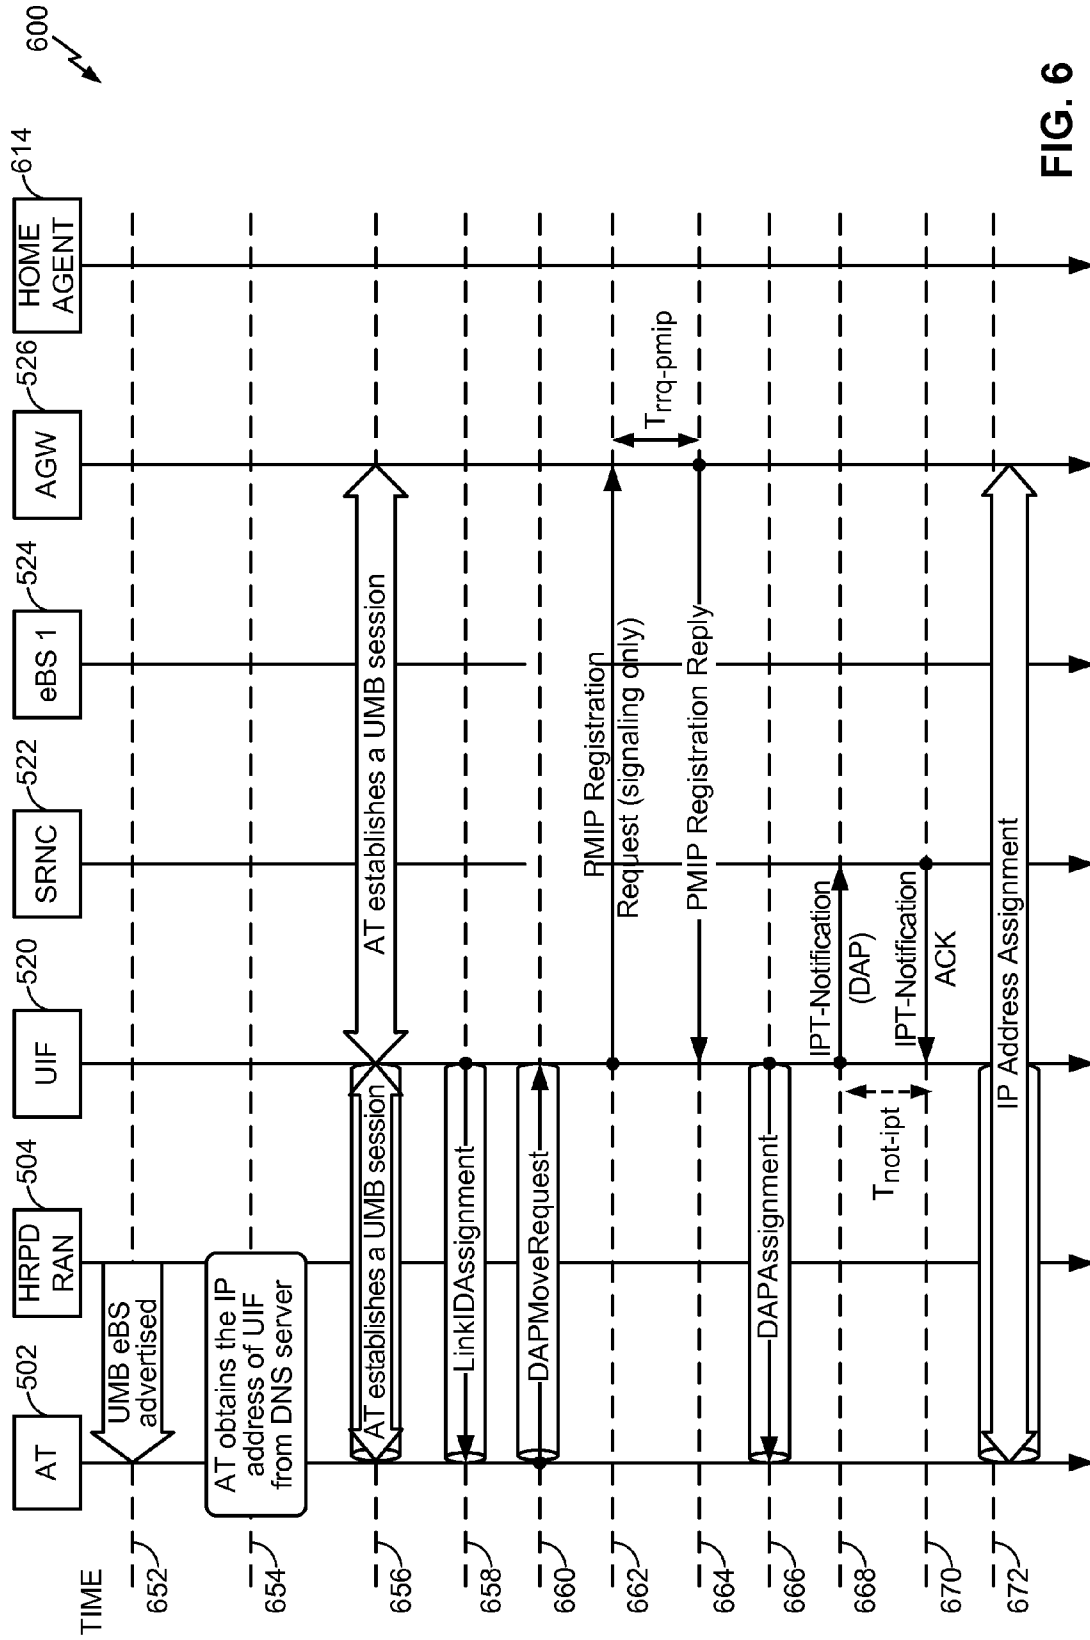 600
AT
502
HRPD
RAN
504
UIF
520
SRNC
522
eBS 1
524
AGW
526
HOME
AGENT
614
TIME
652
UMB eBS
advertised
654
AT obtains the IP
address of UIF
from DNS server
656
AT establishes a UMB session
AT establishes a UMB session
658
LinkIDAssignment
660
DAPMoveRequest
662
PMIP Registration
Request (signaling only)
Trrq-pmip
664
PMIP Registration Reply
666
DAPAssignment
668
IPT-Notification
(DAP)
Tnot-ipt
670
IPT-Notification
ACK
672
IP Address Assignment
FIG. 6